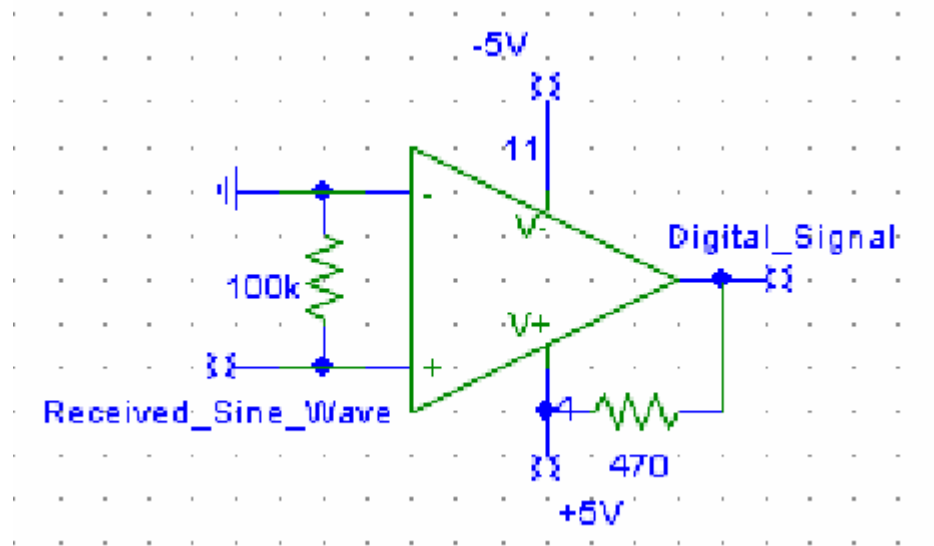 -5V
11
-
V-
Digital_Signal
100k
V+
+
Received_Sine_Wave
4
470
+5V